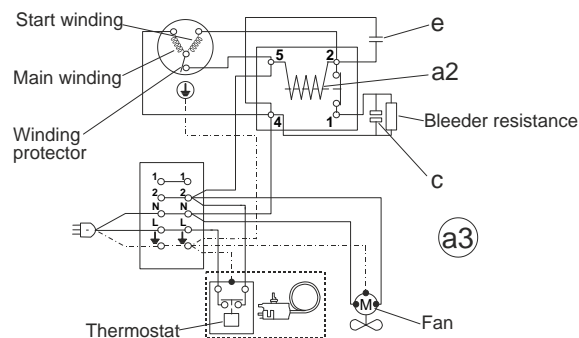 Start winding
e
5 2
Main winding
a2
4 1
Bleeder resistance
Winding
protector
c
1 1
2 2
N N
L L
a3
M
Fan
Thermostat